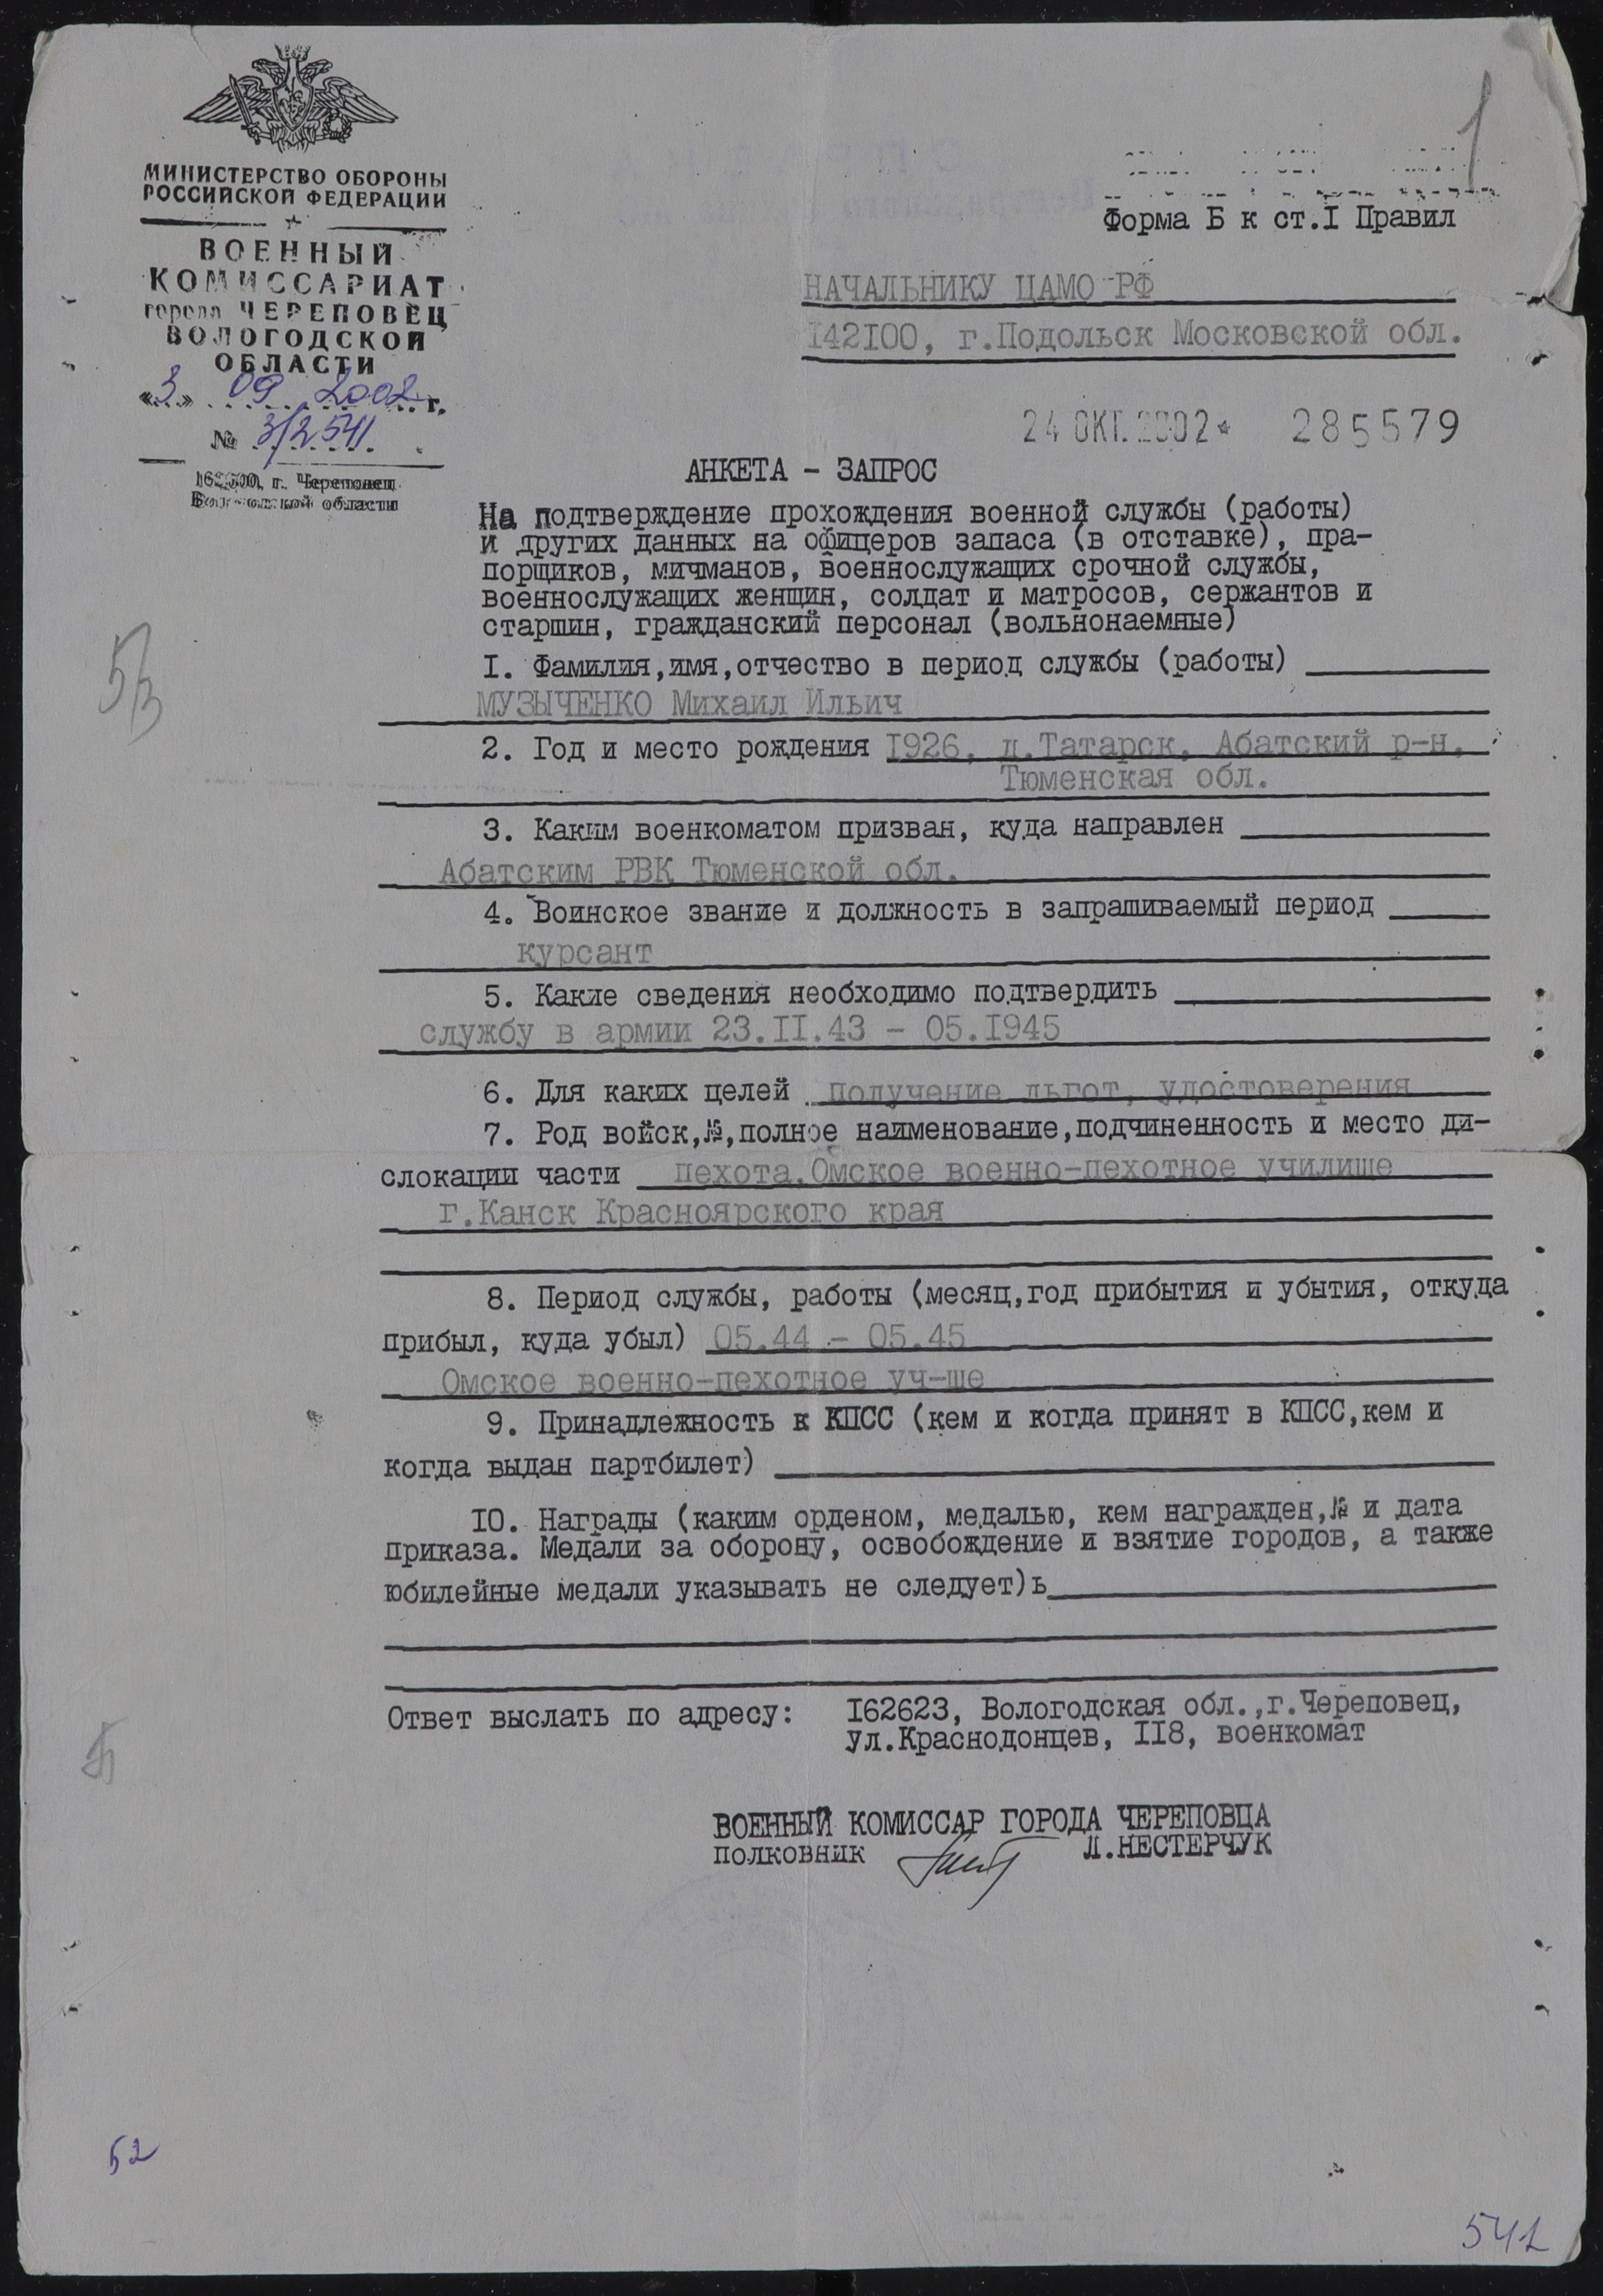 1
МИНИСТЕРСТВО ОБОРОНЫ
РОССИЙСКОЙ ФЕДЕРАЦИИ
ВОЕННЫЙ
КОМИССАРИАТ
города ЧЕРЕПОВЕЦ
ВОЛОГОДСКОЙ
ОБЛАСТИ
«3» 09 2002 г.
№ 3/2541
г. Череповец
области
Форма Б к ст.I Правил
НАЧАЛЬНИКУ ЦАМО РФ
I42I00, г.Подольск Московской обл.
24 ОКТ. 2002* 285579
АНКЕТА - ЗАПРОС
На подтверждение прохождения военной службы (работы)
и других данных на офицеров запаса (в отставке), пра-
порщиков, мичманов, военнослужащих срочной службы,
военнослужащих женщин, солдат и матросов, сержантов и
старшин, гражданский персонал (вольнонаемные)
I. Фамилия,имя,отчество в период службы (работы)
МУЗЫЧЕНКО Михаил Ильич
2. Год и место рождения I926, д.Татарск, Абатский р-н,
Тюменская обл.
3. Каким военкоматом призван, куда направлен
Абатским РВК Тюменской обл.
4. Воинское звание и должность в запрашиваемый период
курсант
5. Какие сведения необходимо подтвердить
службу в армии 23.II.43 - 05.I945
6. Для каких целей получение льгот, удостоверения
7. Род войск,№,полное наименование,подчиненность и место ди-
слокации части пехота.Омское военно-пехотное училище
г.Канск Красноярского края
8. Период службы, работы (месяц,год прибытия и убытия, откуда
прибыл, куда убыл) 05.44 - 05.45
Омское военно-пехотное уч-ще
9. Принадлежность к КПСС (кем и когда принят в КПСС,кем и
когда выдан партбилет)
IO. Награды (каким орденом, медалью, кем награжден,№ и дата
приказа. Медали за оборону, освобождение и взятие городов, а также
юбилейные медали указывать не следует)ь
Ответ выслать по адресу: I62623, Вологодская обл.,г.Череповец,
ул.Краснодонцев, II8, военкомат
ВОЕННЫЙ КОМИССАР ГОРОДА ЧЕРЕПОВЦА
полковник Л.НЕСТЕРЧУК
52
541